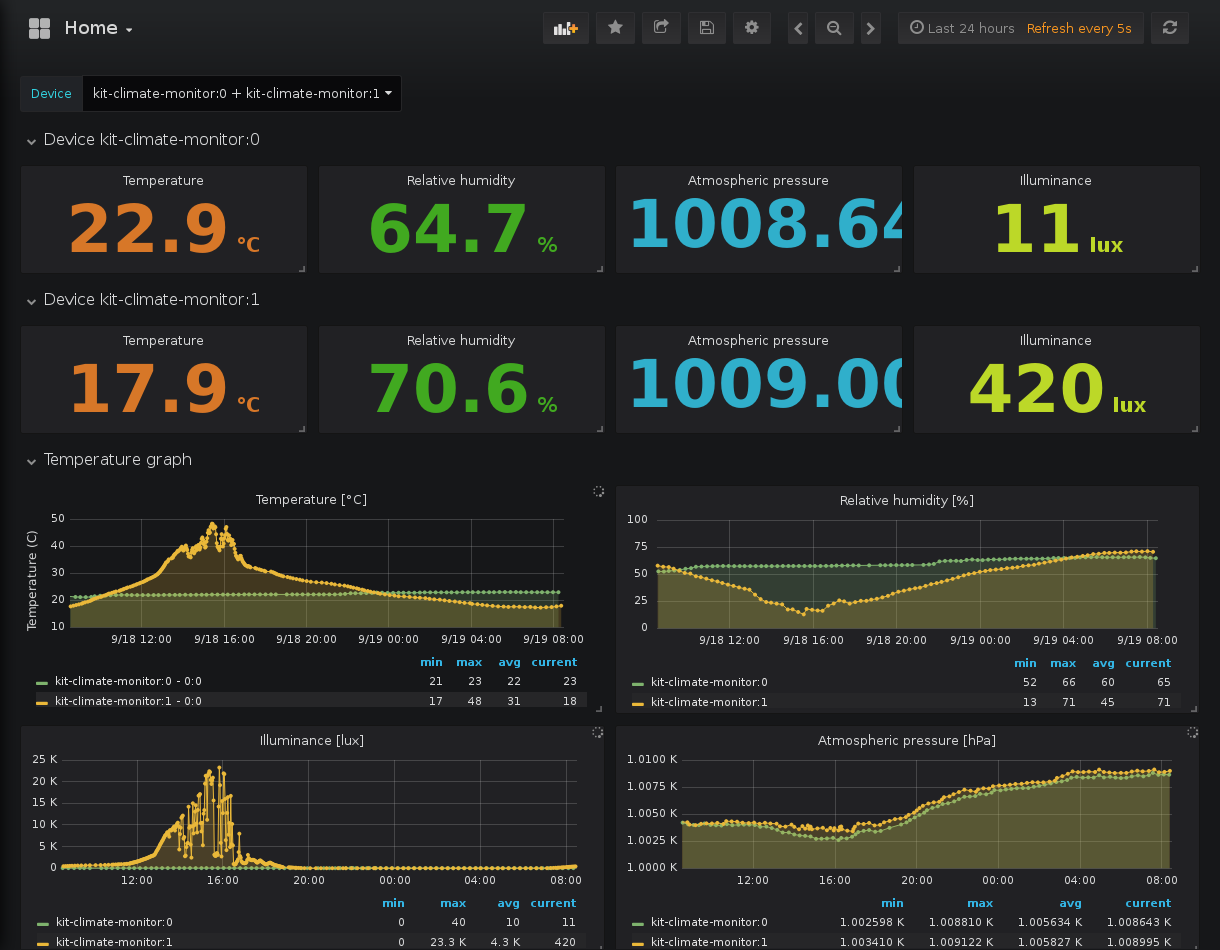 Home
Last 24 hours Refresh every 5s
Device kit-climate-monitor:0 + kit-climate-monitor:1
Device kit-climate-monitor:0
Temperature Relative humidity Atmospheric pressure Illuminance
22.9 °C 64.7 % 1008.64 11 lux
Device kit-climate-monitor:1
Temperature Relative humidity Atmospheric pressure Illuminance
17.9 °C 70.6 % 1009.00 420 lux
Temperature graph
Temperature [°C]
Temperature (C)
50
40
30
20
10
9/18 12:00 9/18 16:00 9/18 20:00 9/19 00:00 9/19 04:00 9/19 08:00
min max avg current
kit-climate-monitor:0 - 0:0 21 23 22 23
kit-climate-monitor:1 - 0:0 17 48 31 18
Relative humidity [%]
100
75
50
25
0
9/18 12:00 9/18 16:00 9/18 20:00 9/19 00:00 9/19 04:00 9/19 08:00
min max avg current
kit-climate-monitor:0 52 66 60 65
kit-climate-monitor:1 13 71 45 71
Illuminance [lux]
25 K
20 K
15 K
10 K
5 K
0
12:00 16:00 20:00 00:00 04:00 08:00
min max avg current
kit-climate-monitor:0 0 40 10 11
kit-climate-monitor:1 0 23.3 K 4.3 K 420
Atmospheric pressure [hPa]
1.0100 K
1.0075 K
1.0050 K
1.0025 K
1.0000 K
12:00 16:00 20:00 00:00 04:00 08:00
min max avg current
kit-climate-monitor:0 1.002598 K 1.008810 K 1.005634 K 1.008643 K
kit-climate-monitor:1 1.003410 K 1.009122 K 1.005827 K 1.008995 K